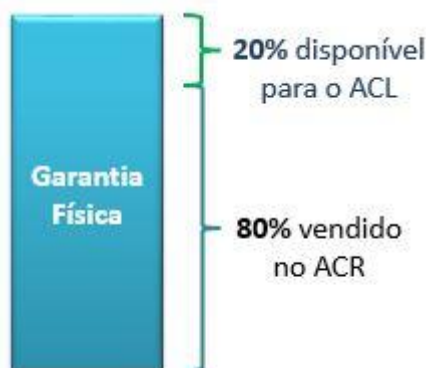 20% disponível
para o ACL
Garantia
Física
80% vendido
no ACR